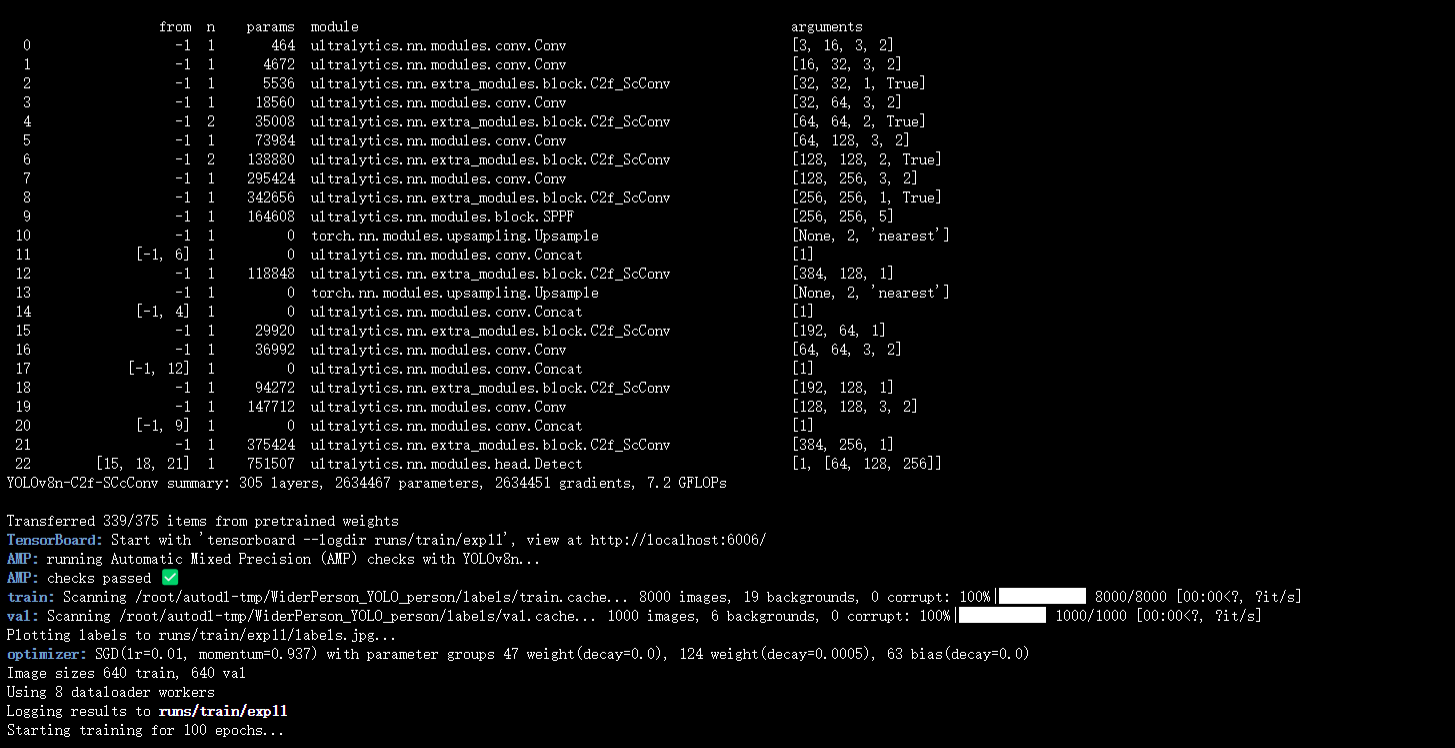 from n params module arguments
0 -1 1 464 ultralytics.nn.modules.conv.Conv [3, 16, 3, 2]
1 -1 1 4672 ultralytics.nn.modules.conv.Conv [16, 32, 3, 2]
2 -1 1 5536 ultralytics.nn.extra_modules.block.C2f_ScConv [32, 32, 1, True]
3 -1 1 18560 ultralytics.nn.modules.conv.Conv [32, 64, 3, 2]
4 -1 2 35008 ultralytics.nn.extra_modules.block.C2f_ScConv [64, 64, 2, True]
5 -1 1 73984 ultralytics.nn.modules.conv.Conv [64, 128, 3, 2]
6 -1 2 138880 ultralytics.nn.extra_modules.block.C2f_ScConv [128, 128, 2, True]
7 -1 1 295424 ultralytics.nn.modules.conv.Conv [128, 256, 3, 2]
8 -1 1 342656 ultralytics.nn.extra_modules.block.C2f_ScConv [256, 256, 1, True]
9 -1 1 164608 ultralytics.nn.modules.block.SPPF [256, 256, 5]
10 -1 1 0 torch.nn.modules.upsampling.Upsample [None, 2, 'nearest']
11 [-1, 6] 1 0 ultralytics.nn.modules.conv.Concat [1]
12 -1 1 118848 ultralytics.nn.extra_modules.block.C2f_ScConv [384, 128, 1]
13 -1 1 0 torch.nn.modules.upsampling.Upsample [None, 2, 'nearest']
14 [-1, 4] 1 0 ultralytics.nn.modules.conv.Concat [1]
15 -1 1 29920 ultralytics.nn.extra_modules.block.C2f_ScConv [192, 64, 1]
16 -1 1 36992 ultralytics.nn.modules.conv.Conv [64, 64, 3, 2]
17 [-1, 12] 1 0 ultralytics.nn.modules.conv.Concat [1]
18 -1 1 94272 ultralytics.nn.extra_modules.block.C2f_ScConv [192, 128, 1]
19 -1 1 147712 ultralytics.nn.modules.conv.Conv [128, 128, 3, 2]
20 [-1, 9] 1 0 ultralytics.nn.modules.conv.Concat [1]
21 -1 1 375424 ultralytics.nn.extra_modules.block.C2f_ScConv [384, 256, 1]
22 [15, 18, 21] 1 751507 ultralytics.nn.modules.head.Detect [1, [64, 128, 256]]
YOLOv8n-C2f-SCcConv summary: 305 layers, 2634467 parameters, 2634451 gradients, 7.2 GFLOPs
Transferred 339/375 items from pretrained weights
TensorBoard: Start with 'tensorboard --logdir runs/train/exp11', view at http://localhost:6006/
AMP: running Automatic Mixed Precision (AMP) checks with YOLOv8n...
AMP: checks passed ✅
train: Scanning /root/autodl-tmp/WiderPerson_YOLO_person/labels/train.cache... 8000 images, 19 backgrounds, 0 corrupt: 100%|██████████| 8000/8000 [00:00<?, ?it/s]
val: Scanning /root/autodl-tmp/WiderPerson_YOLO_person/labels/val.cache... 1000 images, 6 backgrounds, 0 corrupt: 100%|██████████| 1000/1000 [00:00<?, ?it/s]
Plotting labels to runs/train/exp11/labels.jpg...
optimizer: SGD(lr=0.01, momentum=0.937) with parameter groups 47 weight(decay=0.0), 124 weight(decay=0.0005), 63 bias(decay=0.0)
Image sizes 640 train, 640 val
Using 8 dataloader workers
Logging results to runs/train/exp11
Starting training for 100 epochs...